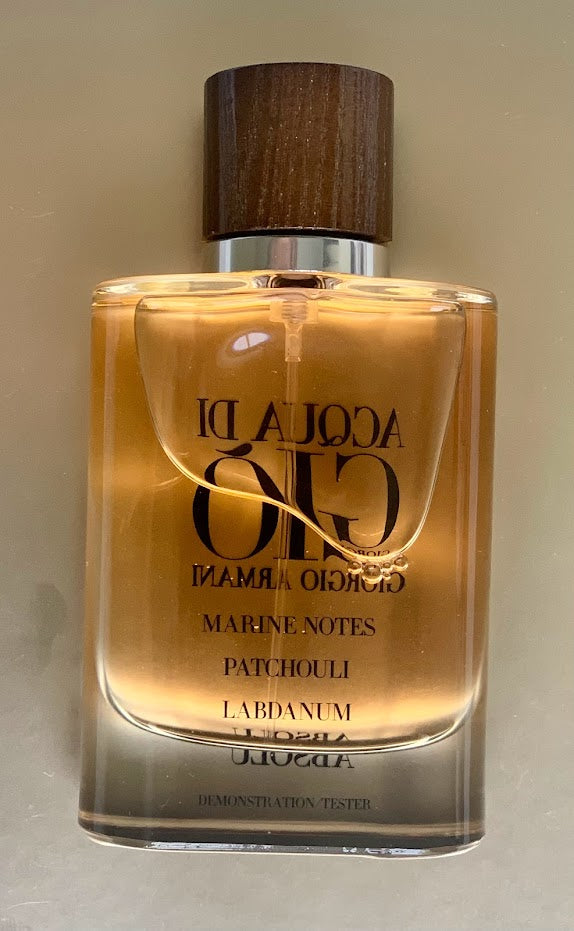 ACQUA DI
GIÒ
GIORGIO ARMANI
MARINE NOTES
PATCHOULI
LABDANUM
ABSOLU
DEMONSTRATION/TESTER